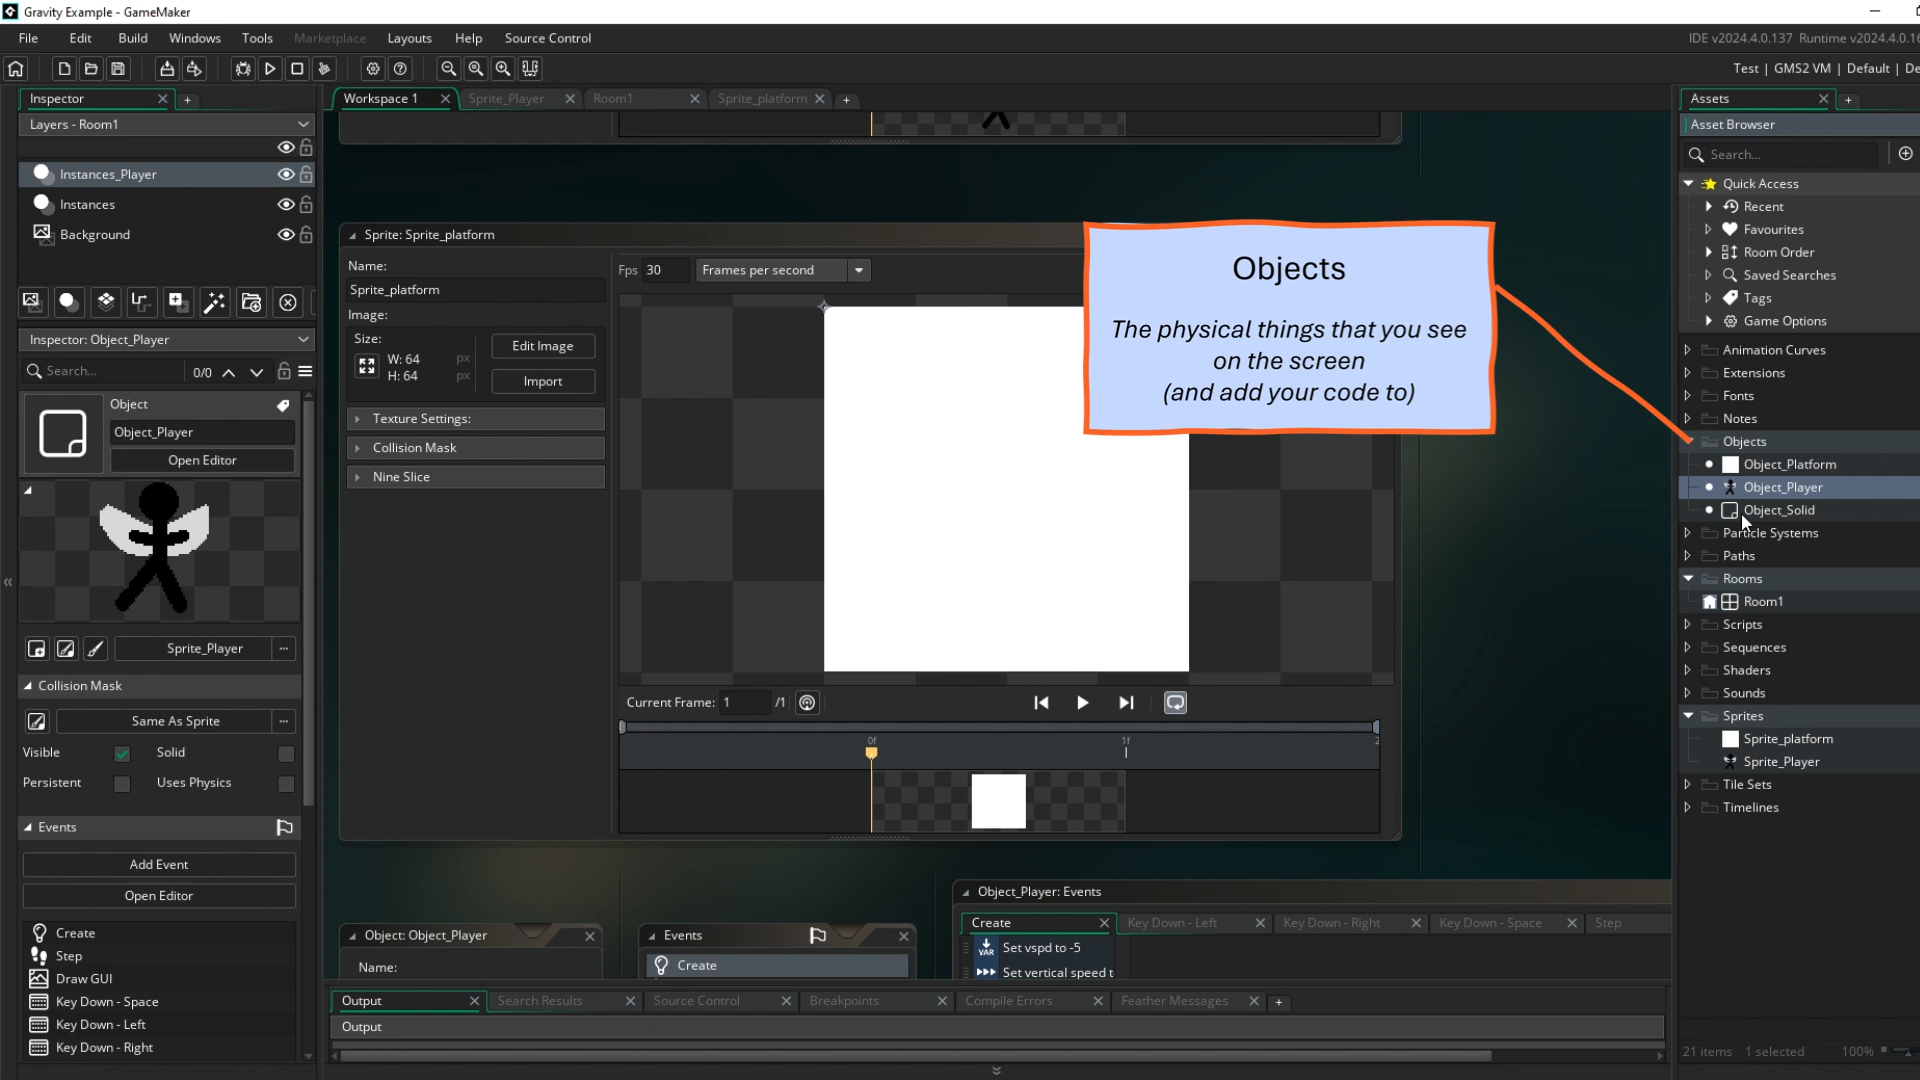 Gravity Example - GameMaker
File Edit Build Windows Tools Marketplace Layouts Help Source Control
IDE v2024.4.0.137 Runtime v2024.4.0.16
Test | GMS2 VM | Default | De
Inspector
Layers - Room1
Instances_Player
Instances
Background
Inspector: Object_Player
Search... 0/0
Object
Object_Player
Open Editor
Sprite_Player ...
Collision Mask
Same As Sprite ...
Visible Solid
Persistent Uses Physics
Events
Add Event
Open Editor
Create
Step
Draw GUI
Key Down - Space
Key Down - Left
Key Down - Right
Workspace 1 Sprite_Player Room1 Sprite_platform
Sprite: Sprite_platform
Name:
Sprite_platform
Image:
Size:
W: 64 px
H: 64 px
Edit Image
Import
Texture Settings:
Collision Mask
Nine Slice
Fps 30 Frames per second
Current Frame: 1 /1
0f 1f 2
Objects
The physical things that you see
on the screen
(and add your code to)
Object: Object_Player
Name:
Events
Create
Object_Player: Events
Create Key Down - Left Key Down - Right Key Down - Space Step
VAR Set vspd to -5
Set vertical speed t
Output Search Results Source Control Breakpoints Compile Errors Feather Messages
Output
Assets
Asset Browser
Search...
Quick Access
Recent
Favourites
Room Order
Saved Searches
Tags
Game Options
Animation Curves
Extensions
Fonts
Notes
Objects
Object_Platform
Object_Player
Object_Solid
Particle Systems
Paths
Rooms
Room1
Scripts
Sequences
Shaders
Sounds
Sprites
Sprite_platform
Sprite_Player
Tile Sets
Timelines
21 items 1 selected 100%